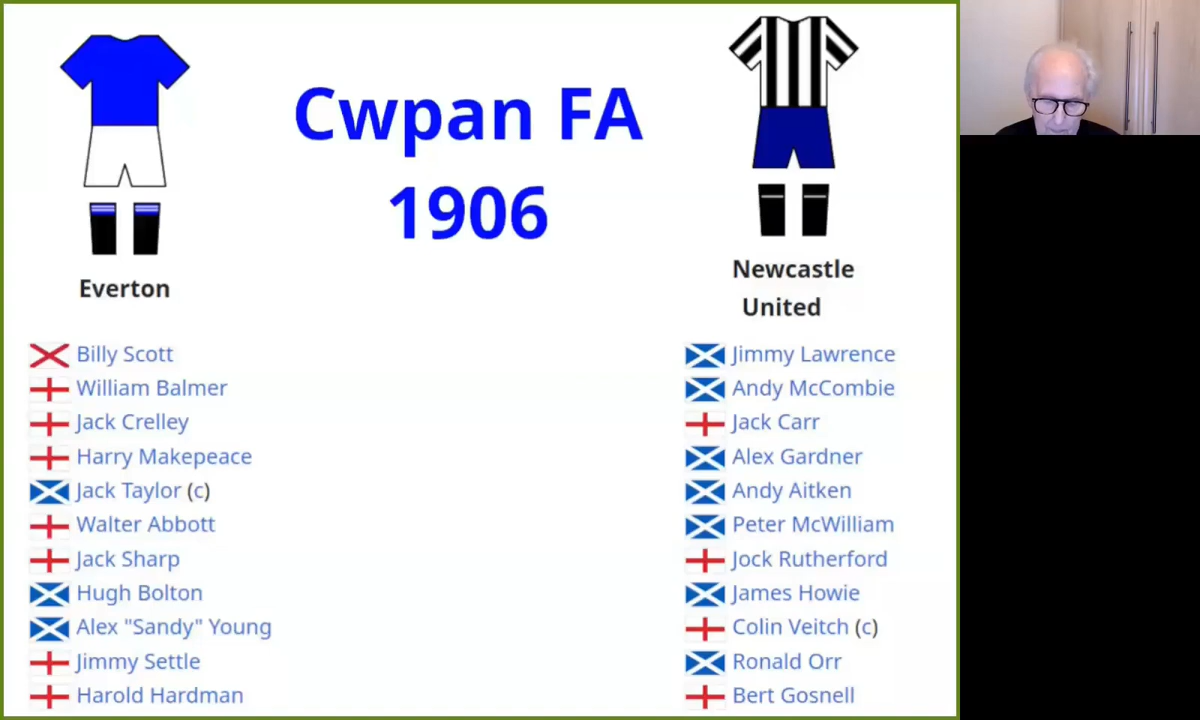 Cwpan FA
1906
Everton
Billy Scott
William Balmer
Jack Crelley
Harry Makepeace
Jack Taylor (c)
Walter Abbott
Jack Sharp
Hugh Bolton
Alex "Sandy" Young
Jimmy Settle
Harold Hardman
Newcastle
United
Jimmy Lawrence
Andy McCombie
Jack Carr
Alex Gardner
Andy Aitken
Peter McWilliam
Jock Rutherford
James Howie
Colin Veitch (c)
Ronald Orr
Bert Gosnell